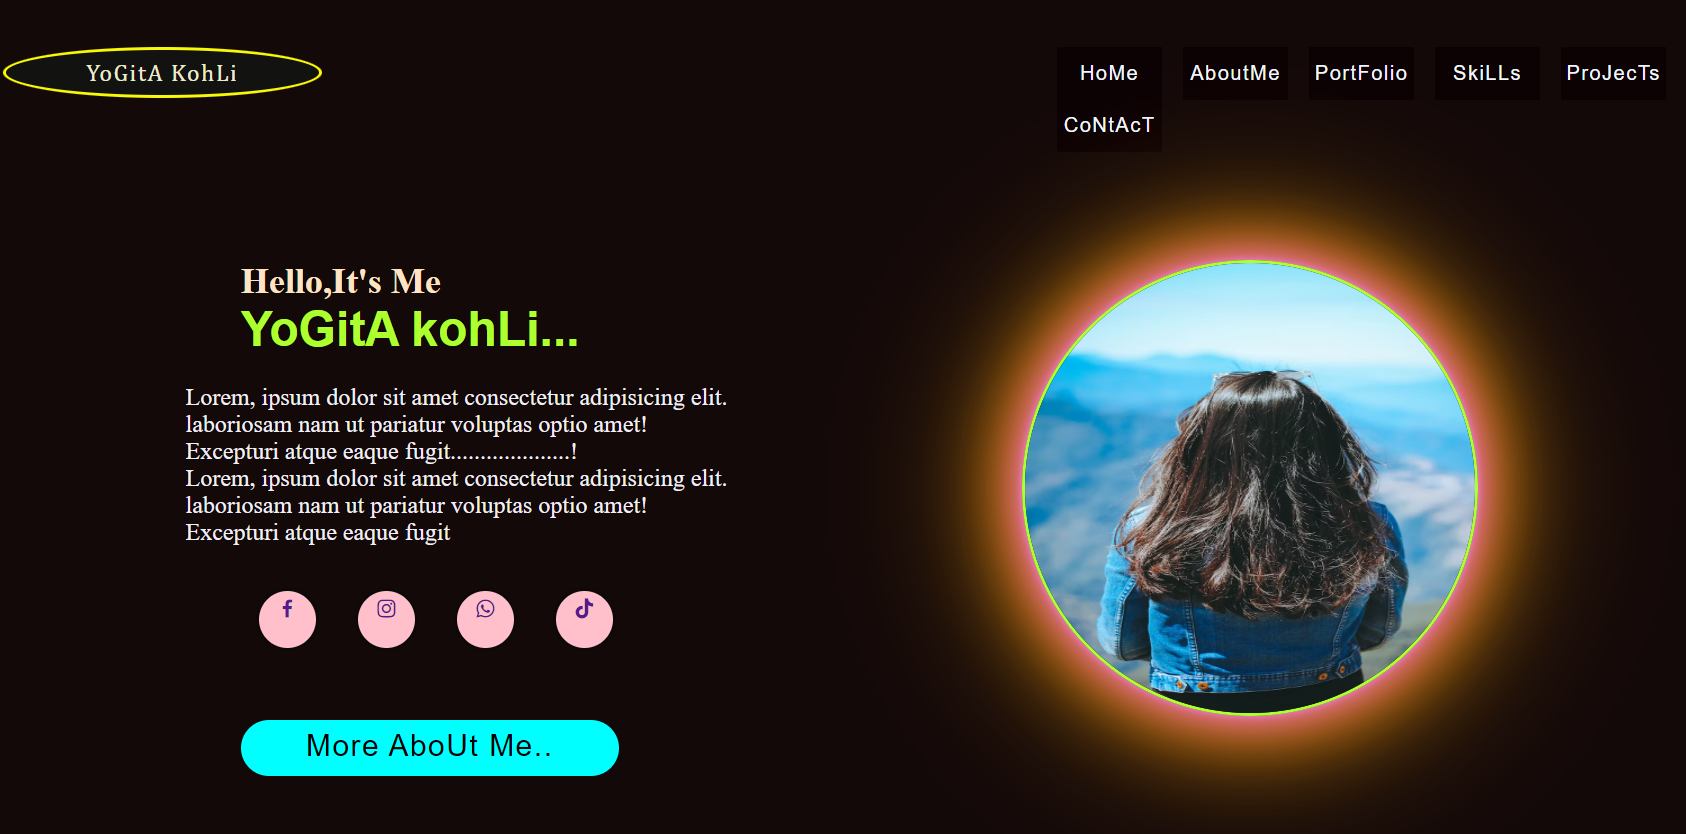 YoGitA KohLi
HoMe AboutMe PortFolio SkiLLs ProJecTs
CoNtAcT
Hello,It's Me
YoGitA kohLi...
Lorem, ipsum dolor sit amet consectetur adipisicing elit.
laboriosam nam ut pariatur voluptas optio amet!
Excepturi atque eaque fugit....................!
Lorem, ipsum dolor sit amet consectetur adipisicing elit.
laboriosam nam ut pariatur voluptas optio amet!
Excepturi atque eaque fugit
More AboUt Me..